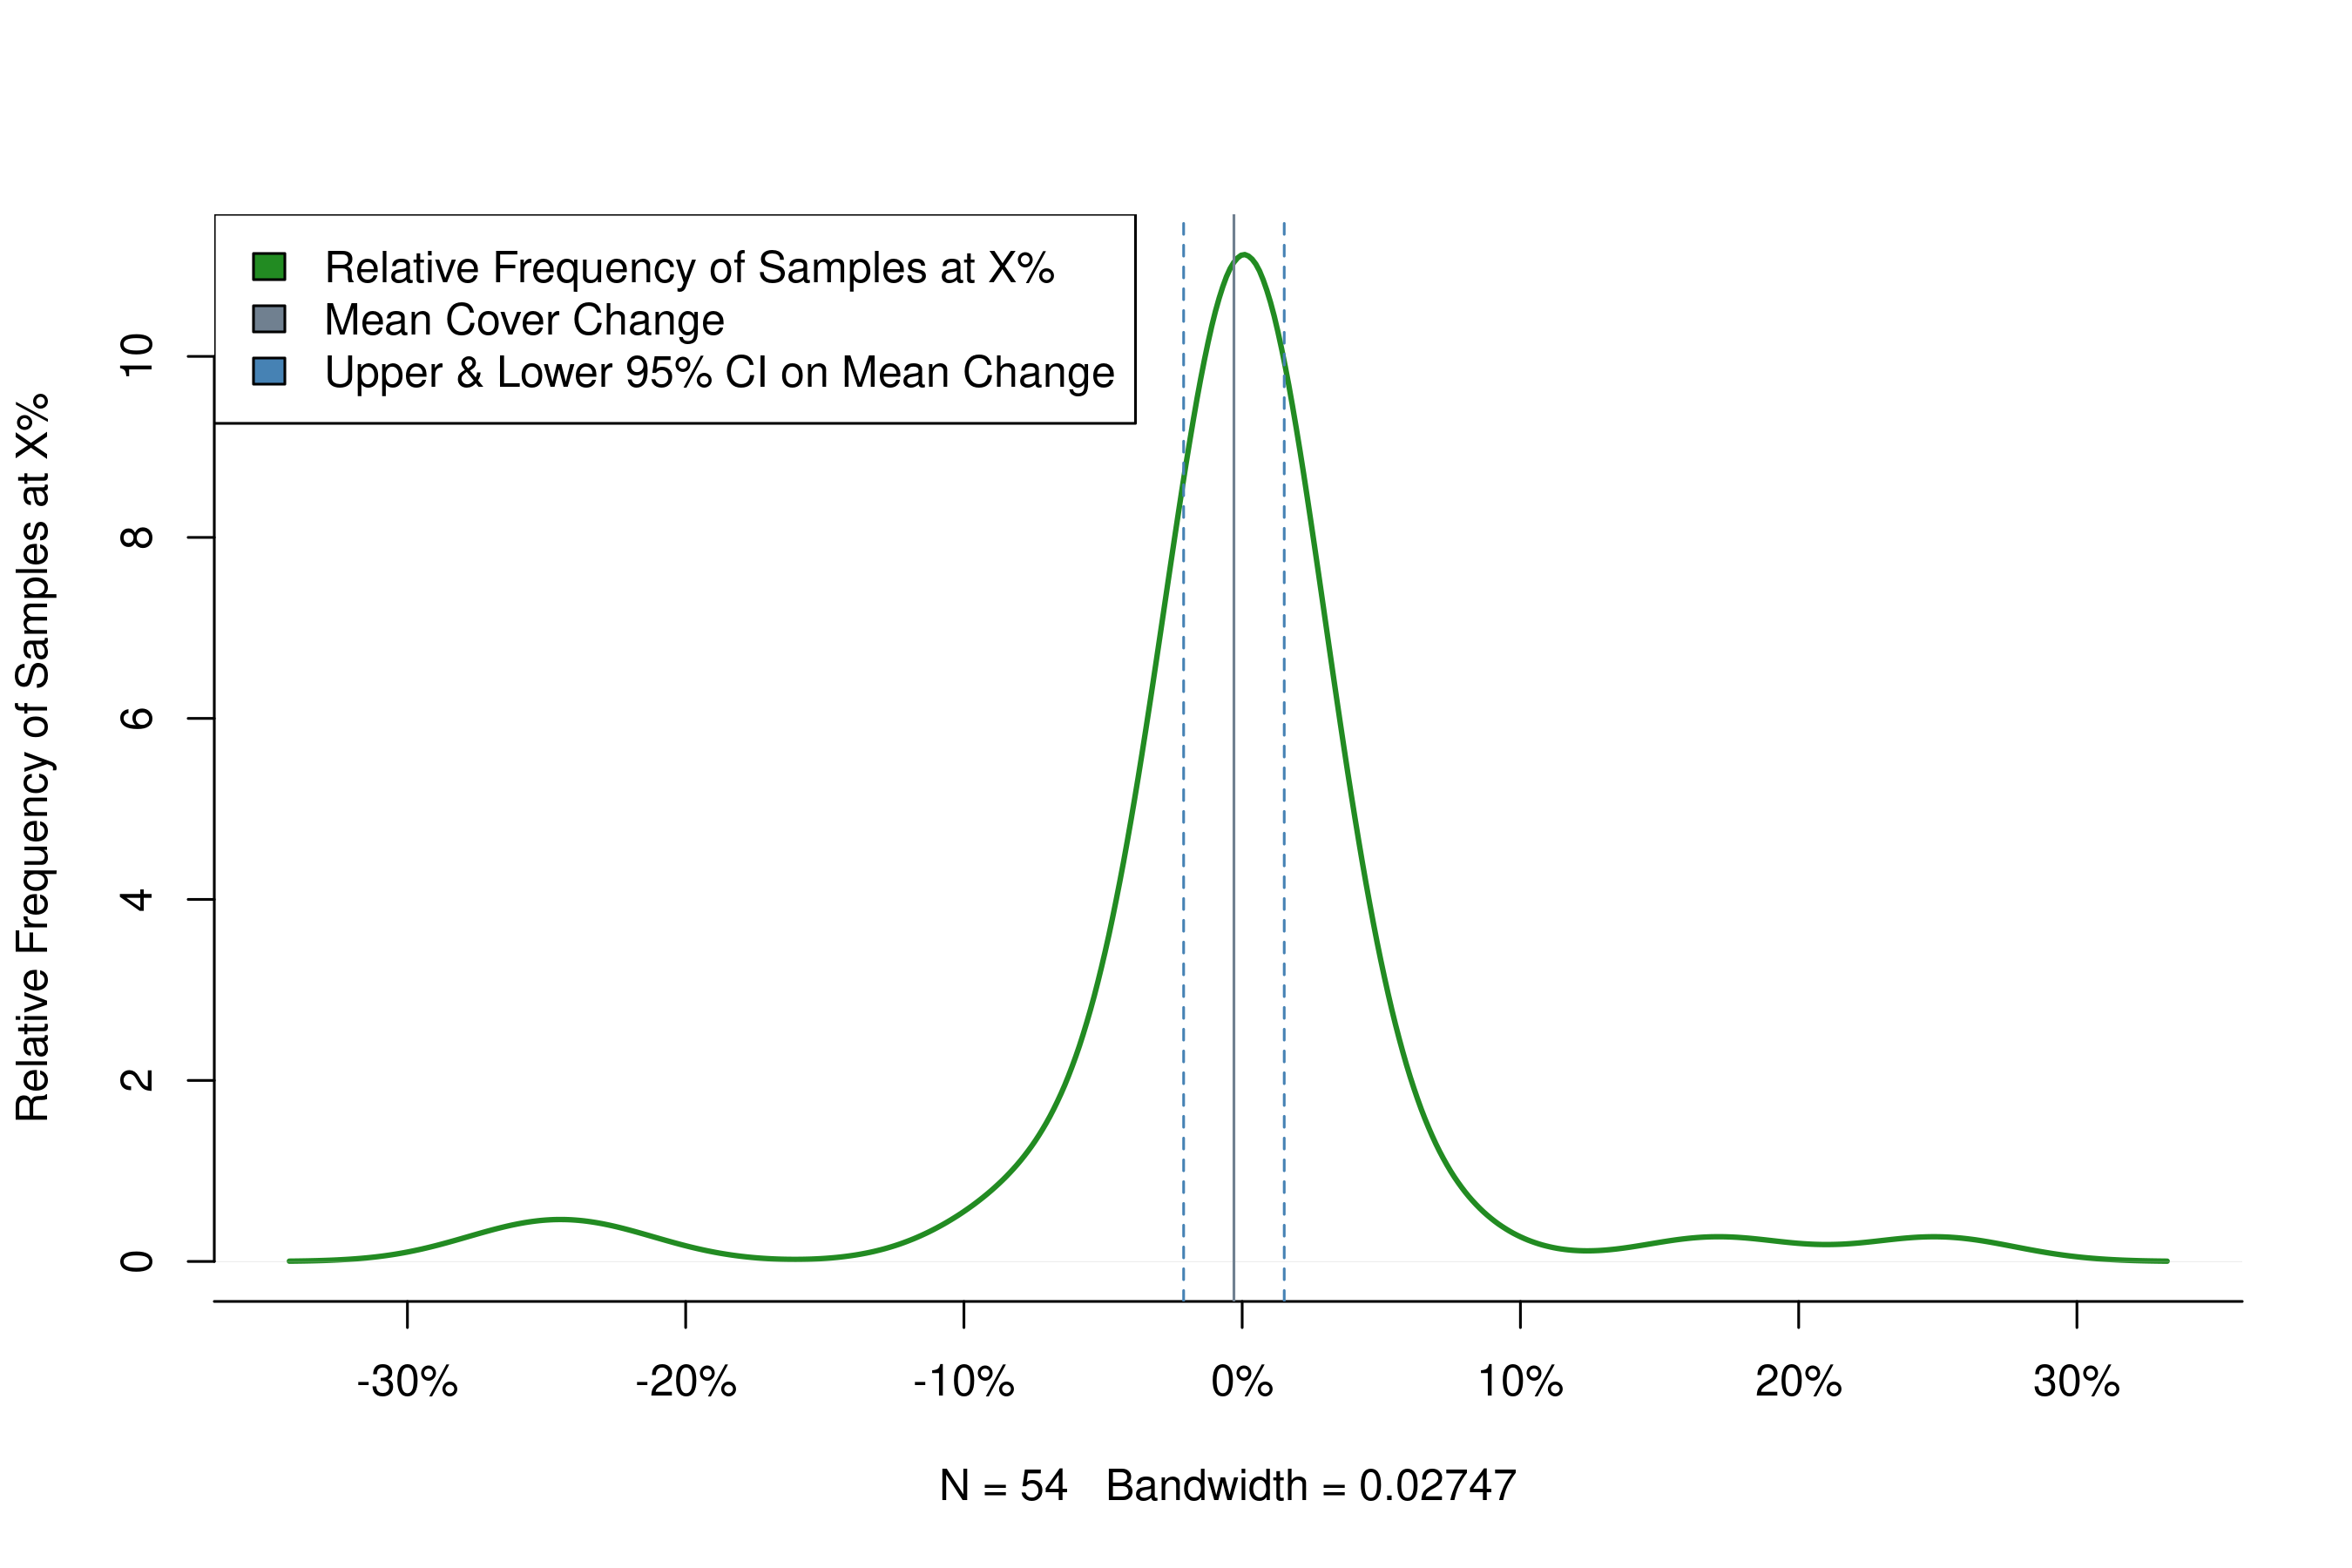 Relative Frequency of Samples at X%
Mean Cover Change
Upper & Lower 95% CI on Mean Change
Relative Frequency of Samples at X%
10
8
6
4
2
0
-30% -20% -10% 0% 10% 20% 30%
N = 54 Bandwidth = 0.02747